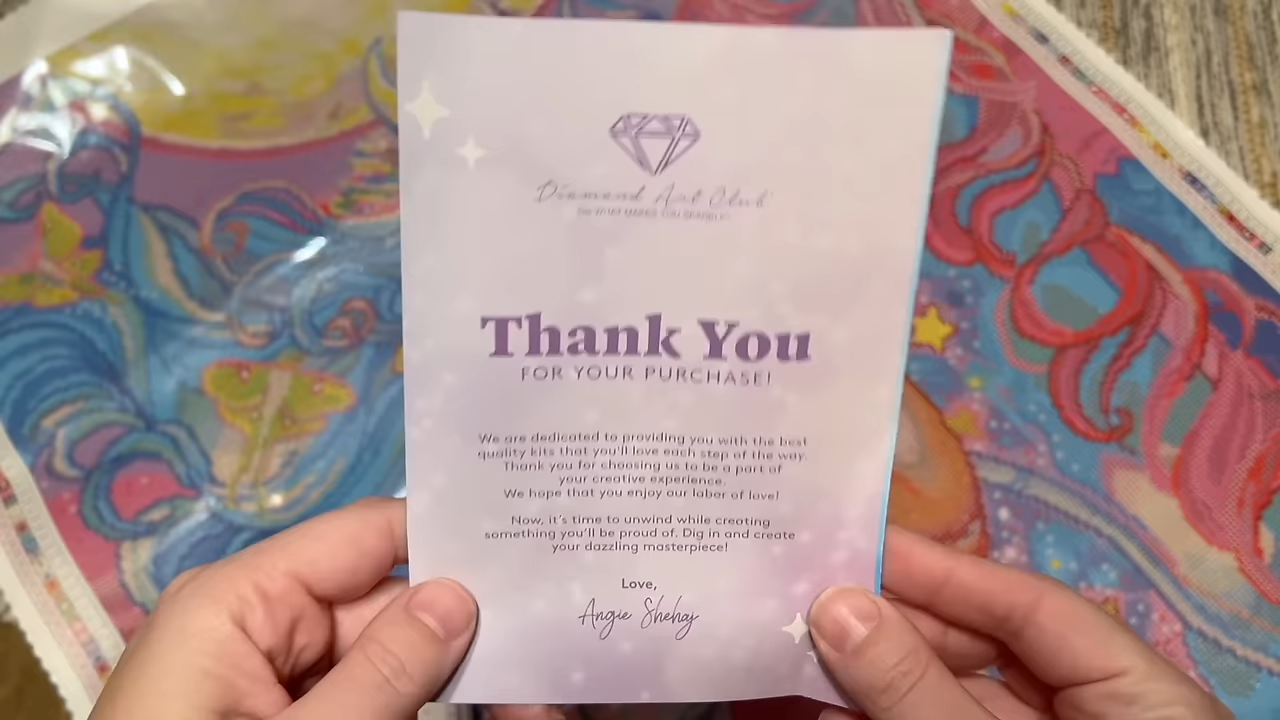 Diamond Art Club
Thank You
FOR YOUR PURCHASE!
We are dedicated to providing you with the best
quality kits that you'll love each step of the way.
Thank you for choosing us to be a part of
your creative experience.
We hope that you enjoy our labor of love!
Now, it's time to unwind while creating
something you'll be proud of. Dig in and create
your dazzling masterpiece!
Love,
Angie Shehaj